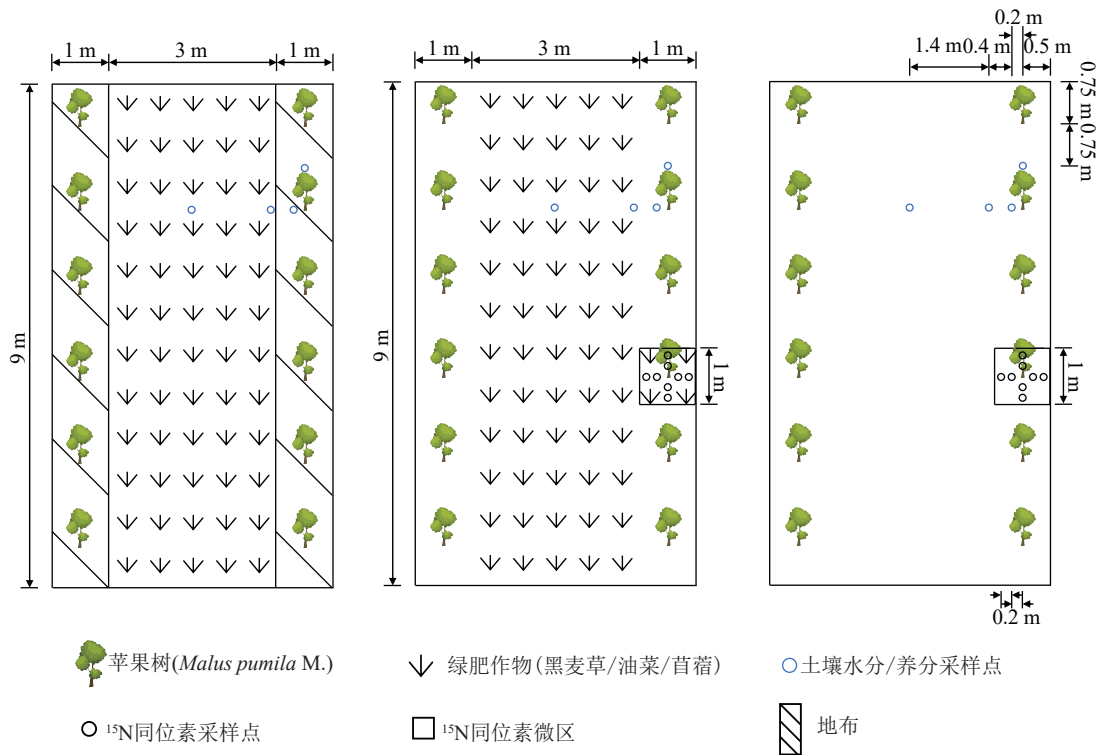 0.2 m
1 m 3 m 1 m 1 m 3 m 1 m 1.4 m 0.4 m 0.5 m
0.75 m
0.75 m
9 m 9 m
1 m 1 m
0.2 m
苹果树(Malus pumila M.) 绿肥作物(黑麦草/油菜/苜蓿) 土壤水分/养分采样点
¹⁵N同位素采样点 ¹⁵N同位素微区 地布